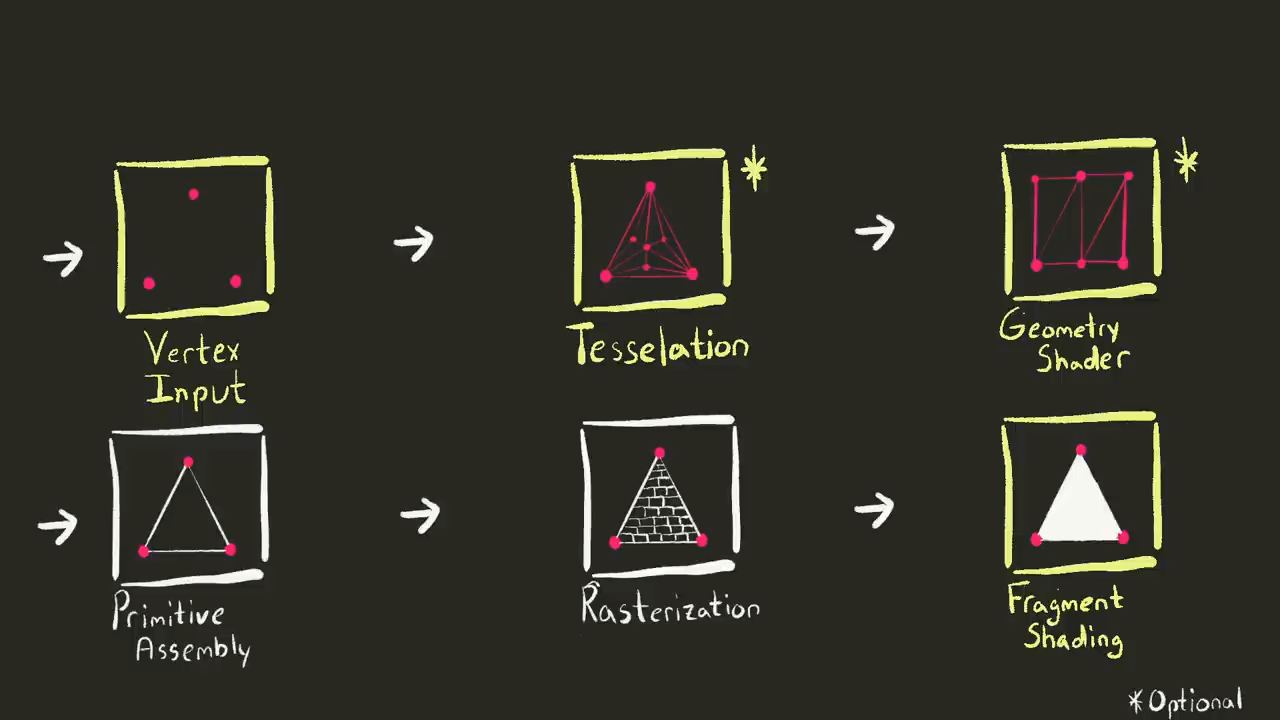 Vertex
Input
Tesselation
*
Geometry
Shader
*
Primitive
Assembly
Rasterization
Fragment
Shading
*Optional